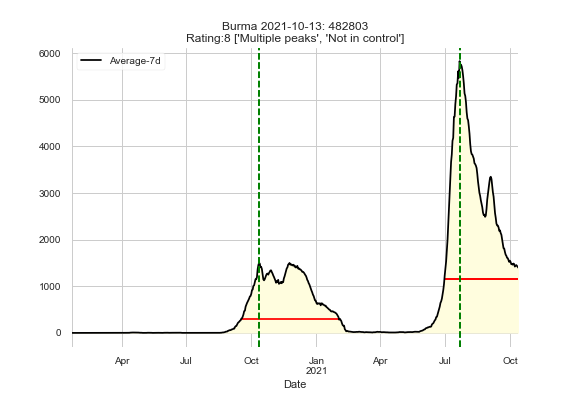 Burma 2021-10-13: 482803
Rating:8 ['Multiple peaks', 'Not in control']
Average-7d
6000
5000
4000
3000
2000
1000
0
Apr Jul Oct Jan Apr Jul Oct
2021
Date